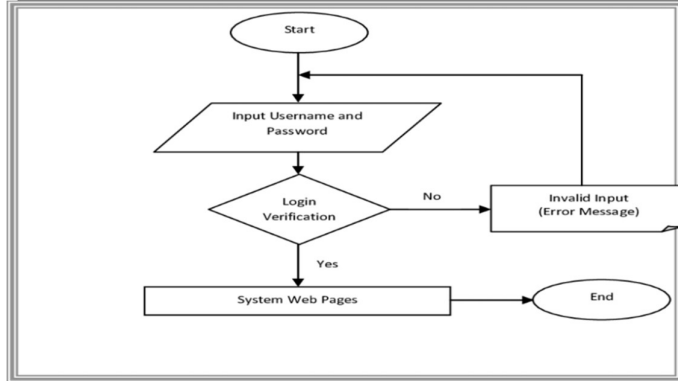 Start
Input Username and
Password
Login
Verification
No
Invalid Input
(Error Message)
Yes
System Web Pages
End